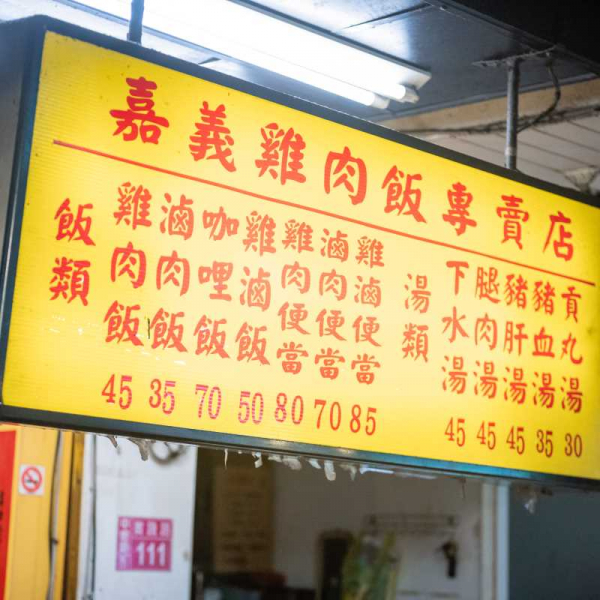 嘉義雞肉飯專賣店
飯類
雞肉飯 45
滷肉飯 35
咖哩飯 70
雞滷飯 50
雞肉便當 80
滷肉便當 70
雞滷便當 85
湯類
下水湯 45
腿肉湯 45
豬肝湯 45
豬血湯 35
貢丸湯 30
111